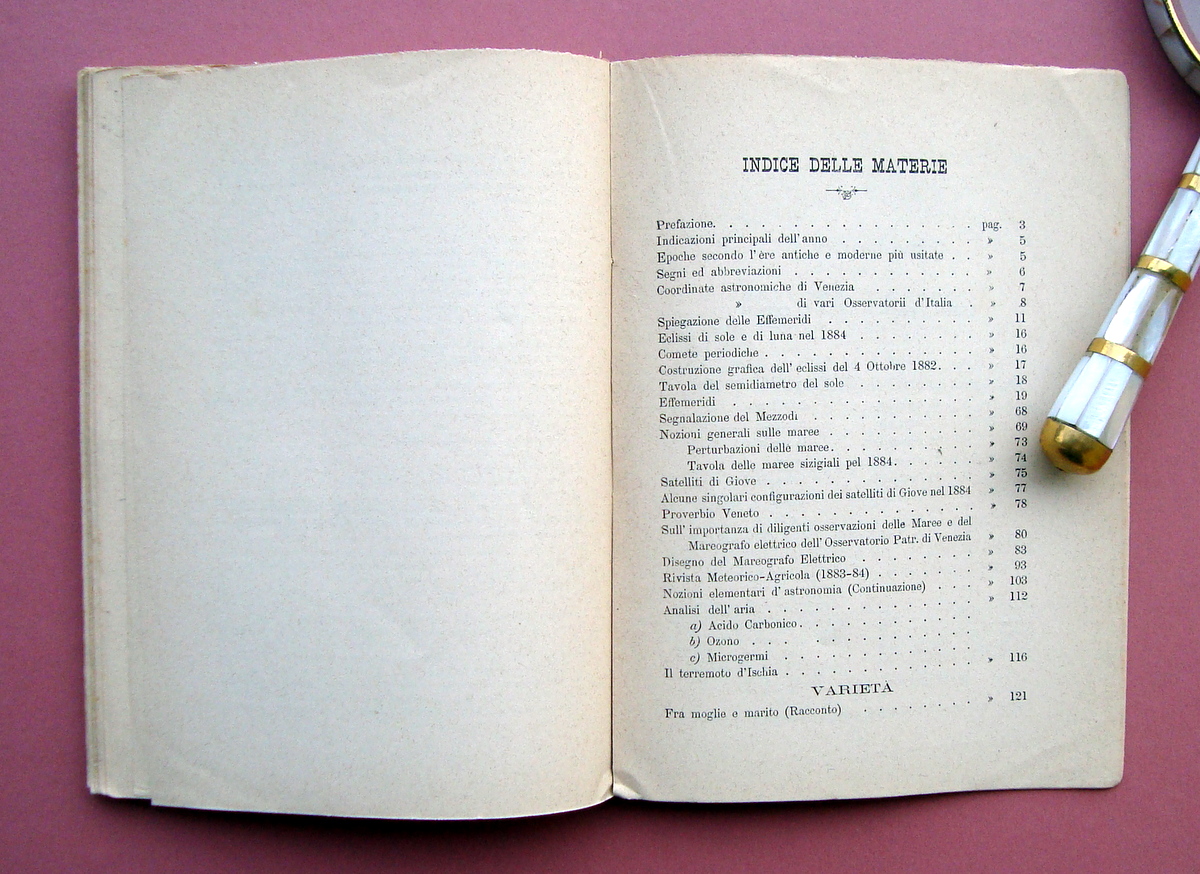 INDICE DELLE MATERIE
Prefazione. . . . . . . . . . . . . . . . . pag. 3
Indicazioni principali dell'anno . . . . . . . . . » 5
Epoche secondo l'ère antiche e moderne più usitate . . » 5
Segni ed abbreviazioni . . . . . . . . . . . . » 6
Coordinate astronomiche di Venezia . . . . . . . » 7
» di vari Osservatorii d'Italia . » 8
Spiegazione delle Effemeridi . . . . . . . . . . » 11
Eclissi di sole e di luna nel 1884 . . . . . . . . » 16
Comete periodiche . . . . . . . . . . . . . . » 16
Costruzione grafica dell'eclissi del 4 Ottobre 1882. . . » 17
Tavola del semidiametro del sole . . . . . . . . » 18
Effemeridi . . . . . . . . . . . . . . . . » 19
Segnalazione del Mezzodì . . . . . . . . . . . » 68
Nozioni generali sulle maree . . . . . . . . . . » 69
Perturbazioni delle maree. . . . . . . . . . » 73
Tavola delle maree sizigiali pel 1884. . . . . . » 74
Satelliti di Giove . . . . . . . . . . . . . . » 75
Alcune singolari configurazioni dei satelliti di Giove nel 1884 » 77
Proverbio Veneto . . . . . . . . . . . . . . » 78
Sull'importanza di diligenti osservazioni delle Maree e del
Mareografo elettrico dell'Osservatorio Patr. di Venezia » 80
Disegno del Mareografo Elettrico . . . . . . . . » 83
Rivista Meteorico-Agricola (1883-84) . . . . . . . » 93
Nozioni elementari d'astronomia (Continuazione) . . . » 103
Analisi dell'aria . . . . . . . . . . . . . . » 112
a) Acido Carbonico. . . . . . . . . . . .
b) Ozono . . . . . . . . . . . . .
c) Microgermi . . . . . . . . . . . . .
Il terremoto d'Ischia . . . . . . . . . . . . . » 116
VARIETÀ
Fra moglie e marito (Racconto) . . . . . . . . » 121